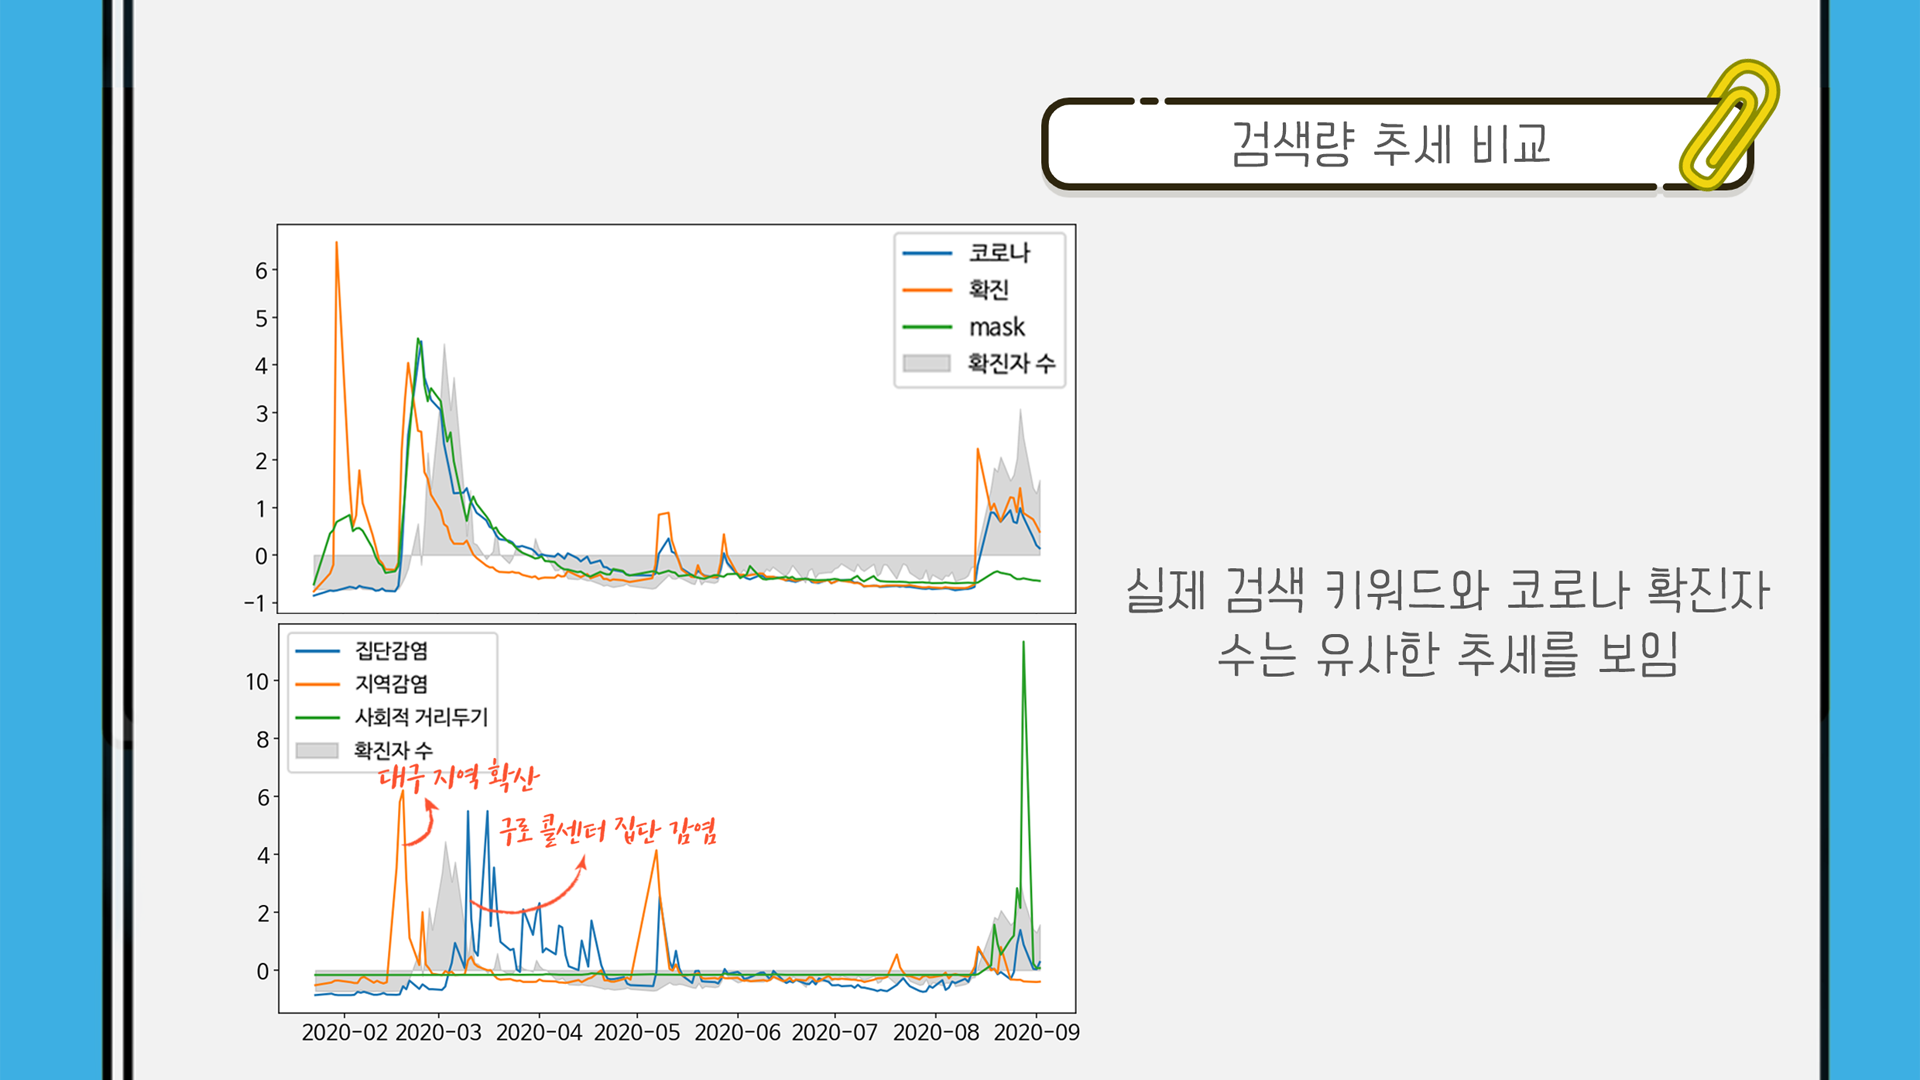 검색량 추세 비교
6
5
4
3
2
1
0
-1
코로나
확진
mask
확진자 수
실제 검색 키워드와 코로나 확진자
수는 유사한 추세를 보임
10
8
6
4
2
0
집단감염
지역감염
사회적 거리두기
확진자 수
대구 지역 확산
구로 콜센터 집단 감염
2020-02 2020-03 2020-04 2020-05 2020-06 2020-07 2020-08 2020-09